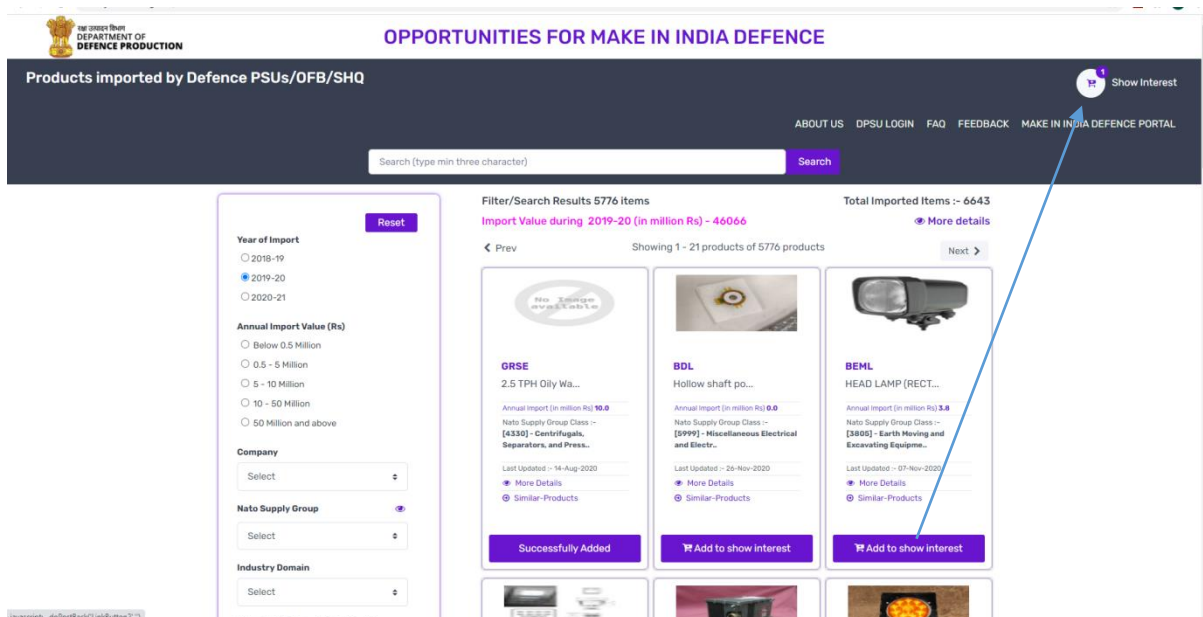 रक्षा उत्पादन विभाग
DEPARTMENT OF
DEFENCE PRODUCTION
OPPORTUNITIES FOR MAKE IN INDIA DEFENCE
Products imported by Defence PSUs/OFB/SHQ
1
Show Interest
ABOUT US DPSU LOGIN FAQ FEEDBACK MAKE IN INDIA DEFENCE PORTAL
Search (type min three character)
Search
Reset
Year of Import
2018-19
2019-20
2020-21
Annual Import Value (Rs)
Below 0.5 Million
0.5 - 5 Million
5 - 10 Million
10 - 50 Million
50 Million and above
Company
Select
Nato Supply Group
Select
Industry Domain
Select
Filter/Search Results 5776 items
Total Imported Items :- 6643
Import Value during 2019-20 (in million Rs) - 46066
More details
Prev
Showing 1 - 21 products of 5776 products
Next
No Image
available
GRSE
2.5 TPH Oily Wa...
Annual Import (in million Rs) 10.0
Nato Supply Group Class :-
[4330] - Centrifugals,
Separators, and Press..
Last Updated :- 14-Aug-2020
More Details
Similar-Products
Successfully Added
BDL
Hollow shaft po...
Annual Import (in million Rs) 0.0
Nato Supply Group Class :-
[5999] - Miscellaneous Electrical
and Electr..
Last Updated :- 26-Nov-2020
More Details
Similar-Products
Add to show interest
BEML
HEAD LAMP (RECT...
Annual Import (in million Rs) 3.8
Nato Supply Group Class :-
[3805] - Earth Moving and
Excavating Equipme..
Last Updated :- 07-Nov-2020
More Details
Similar-Products
Add to show interest